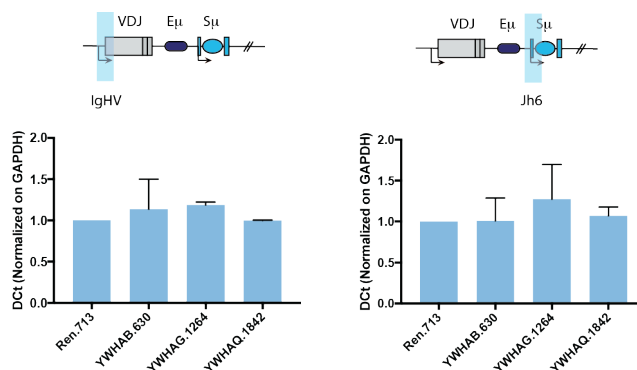 VDJ Eμ Sμ
IgHV
DCt (Normalized on GAPDH)
2.0
1.5
1.0
0.5
0.0
Ren.713
YWHAB.630
YWHAG.1264
YWHAQ.1842
VDJ Eμ Sμ
Jh6
DCt (Normalized on GAPDH)
2.0
1.5
1.0
0.5
0.0
Ren.713
YWHAB.630
YWHAG.1264
YWHAQ.1842